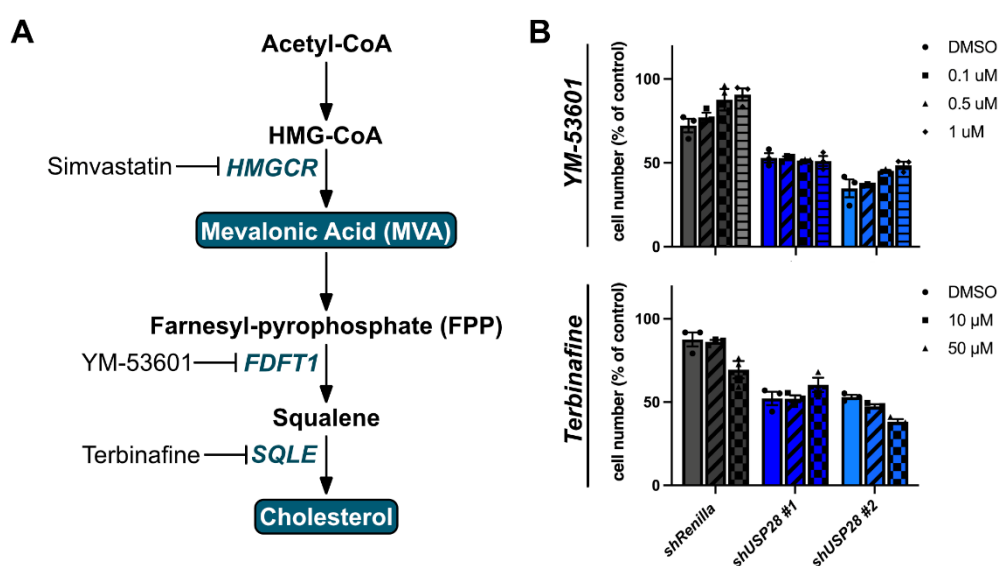 A
Acetyl-CoA
HMG-CoA
Simvastatin
HMGCR
Mevalonic Acid (MVA)
Farnesyl-pyrophosphate (FPP)
YM-53601
FDFT1
Squalene
Terbinafine
SQLE
Cholesterol
B
YM-53601
cell number (% of control)
100
50
0
DMSO
0.1 uM
0.5 uM
1 uM
Terbinafine
cell number (% of control)
100
50
0
DMSO
10 µM
50 µM
shRenilla
shUSP28 #1
shUSP28 #2